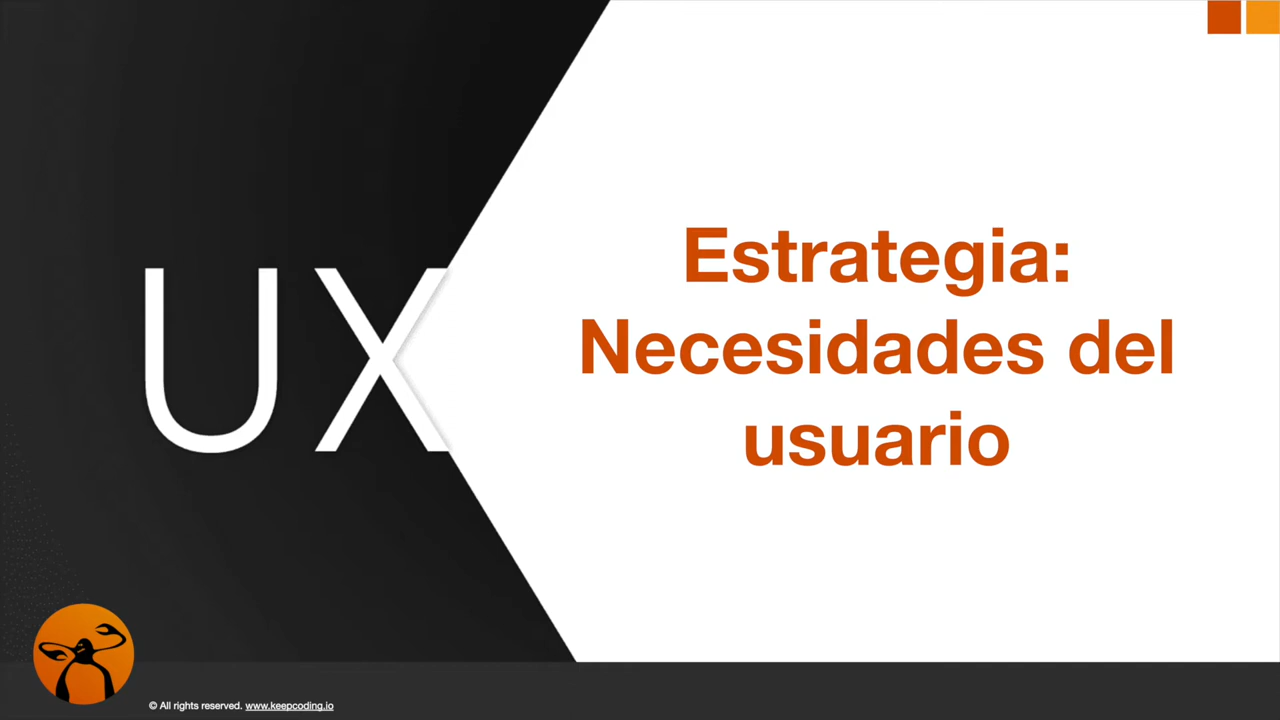 UX
Estrategia:
Necesidades del
usuario
© All rights reserved. www.keepcoding.io